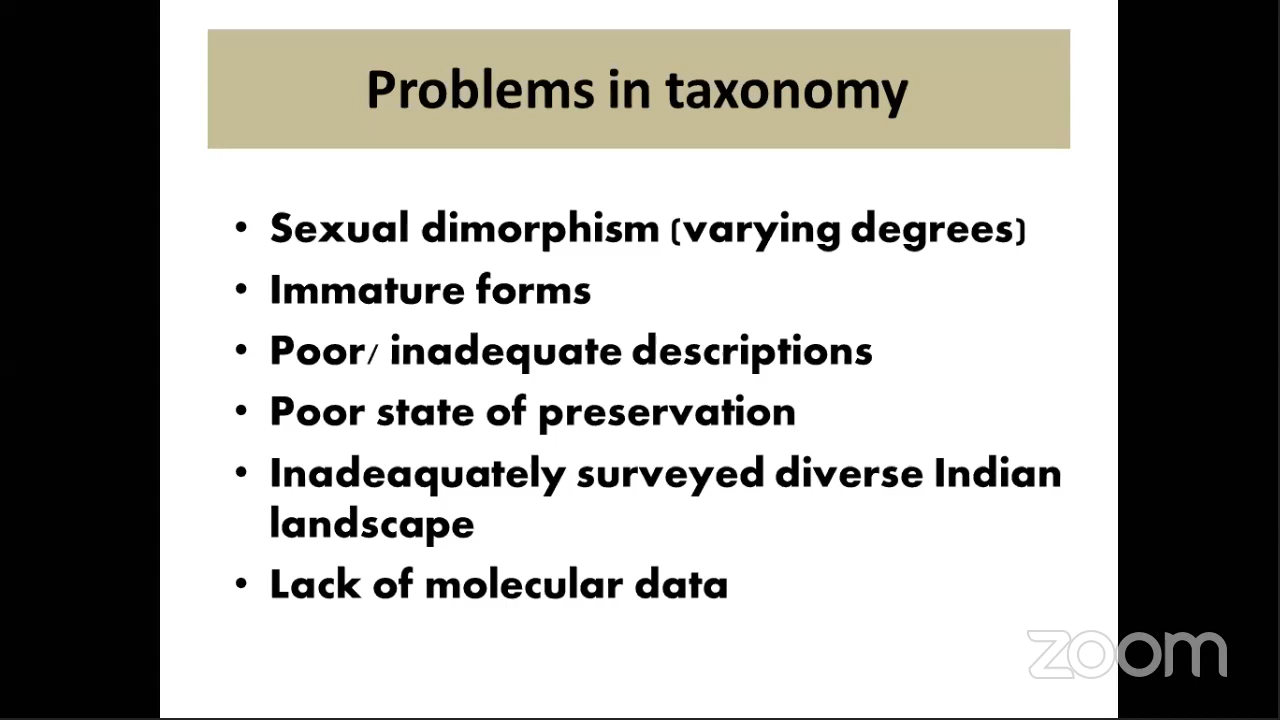 Problems in taxonomy
• Sexual dimorphism (varying degrees)
• Immature forms
• Poor/ inadequate descriptions
• Poor state of preservation
• Inadeaquately surveyed diverse Indian
landscape
• Lack of molecular data
zoom